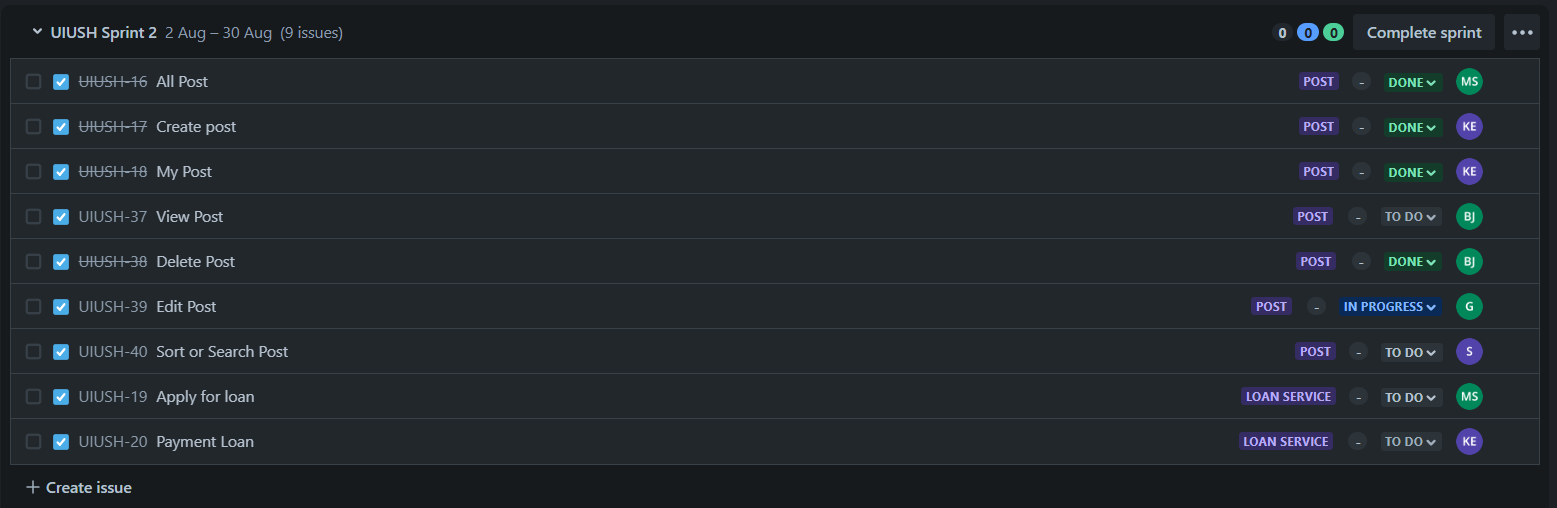 UIUSH Sprint 2 2 Aug – 30 Aug (9 issues) 0 0 0 Complete sprint
UIUSH-16 All Post POST - DONE MS
UIUSH-17 Create post POST - DONE KE
UIUSH-18 My Post POST - DONE KE
UIUSH-37 View Post POST - TO DO BJ
UIUSH-38 Delete Post POST - DONE BJ
UIUSH-39 Edit Post POST - IN PROGRESS G
UIUSH-40 Sort or Search Post POST - TO DO S
UIUSH-19 Apply for loan LOAN SERVICE - TO DO MS
UIUSH-20 Payment Loan LOAN SERVICE - TO DO KE
+ Create issue